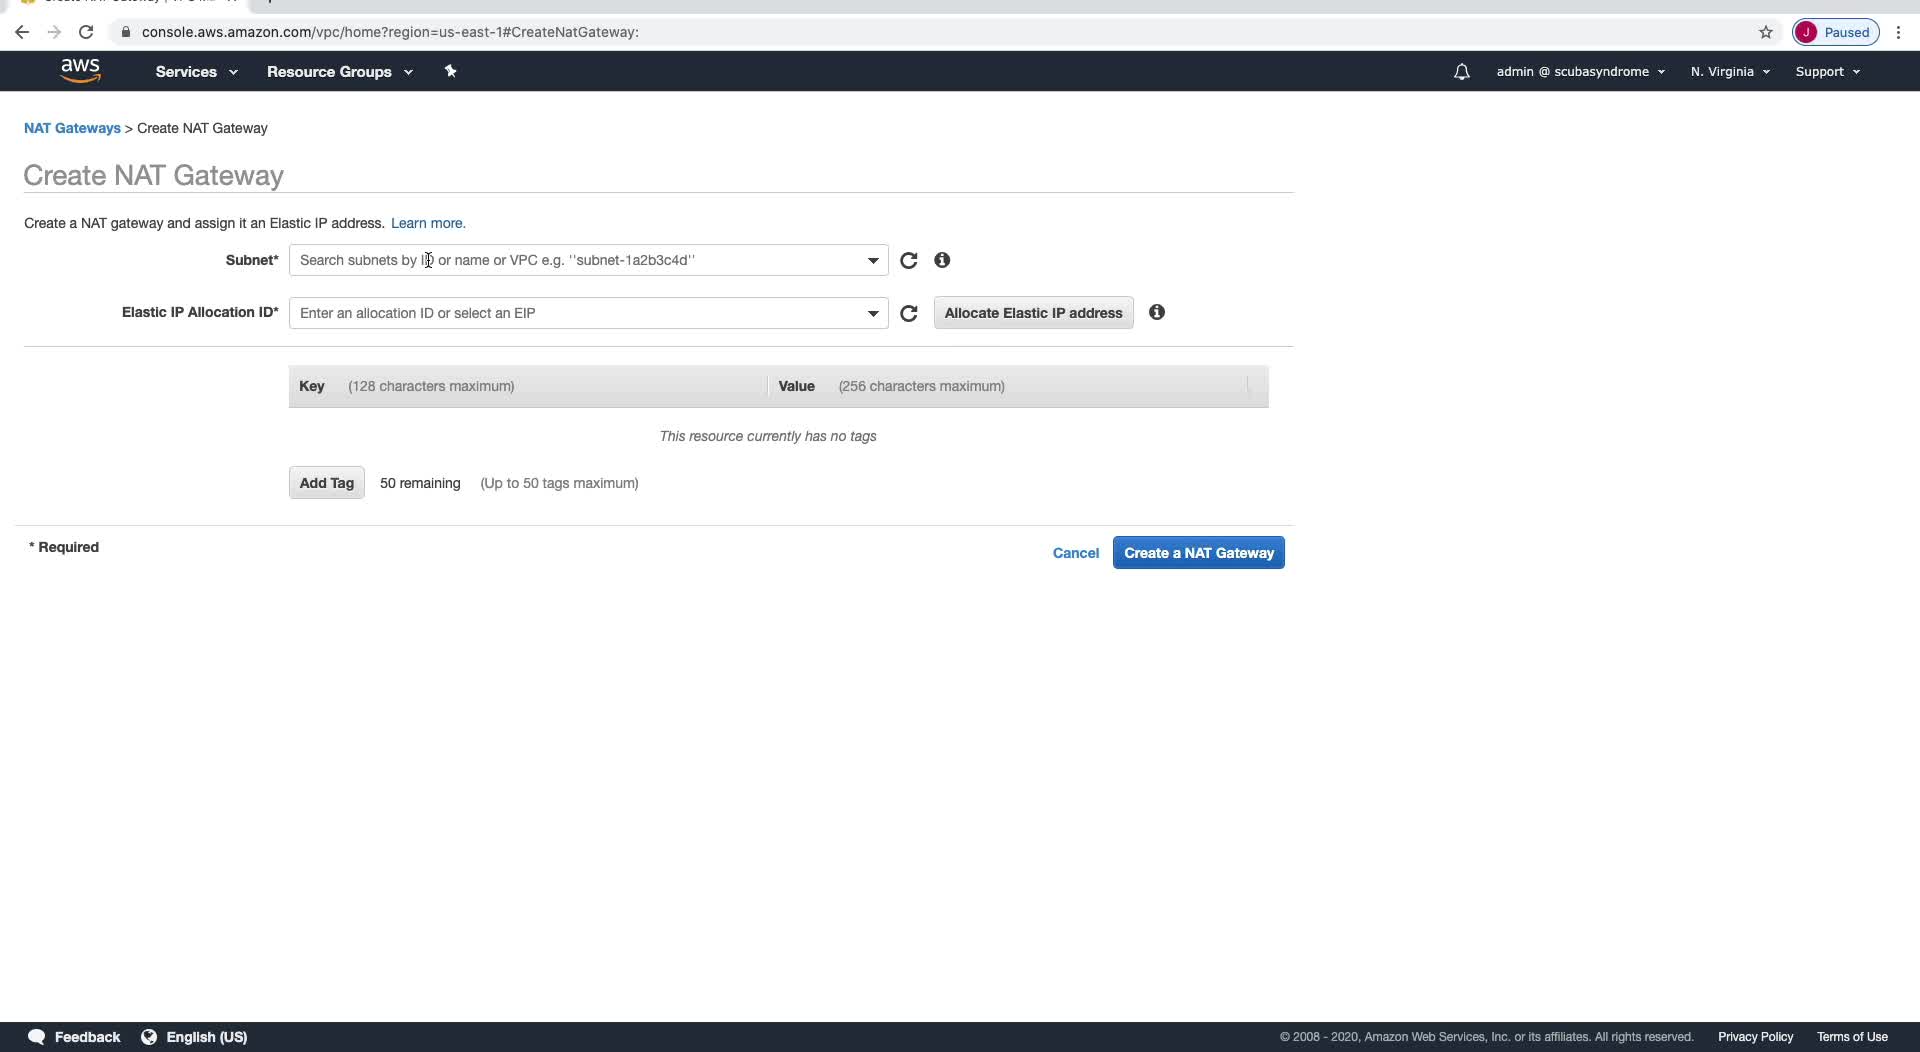 console.aws.amazon.com/vpc/home?region=us-east-1#CreateNatGateway:
J Paused
aws Services Resource Groups admin @ scubasyndrome N. Virginia Support
NAT Gateways > Create NAT Gateway
Create NAT Gateway
Create a NAT gateway and assign it an Elastic IP address. Learn more.
Subnet* Search subnets by ID or name or VPC e.g. ''subnet-1a2b3c4d''
Elastic IP Allocation ID* Enter an allocation ID or select an EIP Allocate Elastic IP address
Key (128 characters maximum) Value (256 characters maximum)
This resource currently has no tags
Add Tag 50 remaining (Up to 50 tags maximum)
* Required Cancel Create a NAT Gateway
Feedback English (US) © 2008 - 2020, Amazon Web Services, Inc. or its affiliates. All rights reserved. Privacy Policy Terms of Use